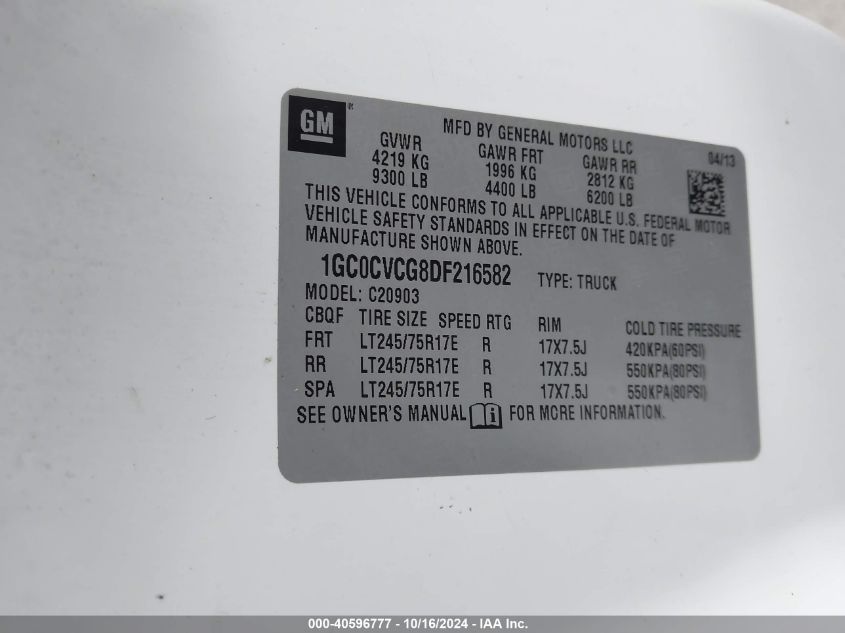 GM
MFD BY GENERAL MOTORS LLC 04/13
GVWR GAWR FRT GAWR RR
4219 KG 1996 KG 2812 KG
9300 LB 4400 LB 6200 LB
THIS VEHICLE CONFORMS TO ALL APPLICABLE U.S. FEDERAL MOTOR
VEHICLE SAFETY STANDARDS IN EFFECT ON THE DATE OF
MANUFACTURE SHOWN ABOVE.
1GC0CVCG8DF216582 TYPE: TRUCK
MODEL: C20903
CBQF TIRE SIZE SPEED RTG RIM COLD TIRE PRESSURE
FRT LT245/75R17E R 17X7.5J 420KPA(60PSI)
RR LT245/75R17E R 17X7.5J 550KPA(80PSI)
SPA LT245/75R17E R 17X7.5J 550KPA(80PSI)
SEE OWNER'S MANUAL i FOR MORE INFORMATION.
000-40596777 - 10/16/2024 - IAA Inc.